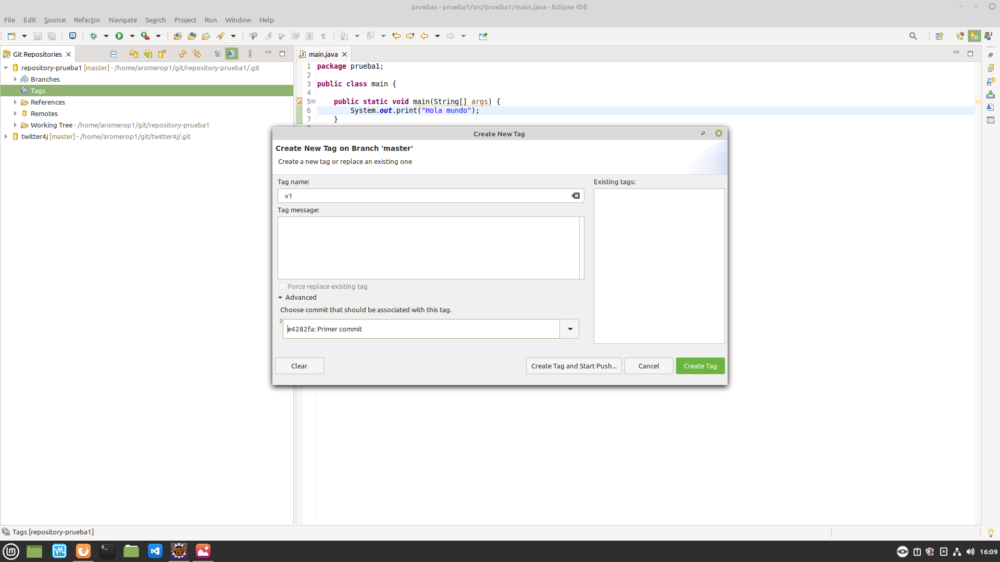 pruebas - prueba1/src/prueba1/main.java - Eclipse IDE
File Edit Source Refactor Navigate Search Project Run Window Help
Git Repositories
main.java
repository-prueba1 [master] - /home/aromerop1/git/repository-prueba1/.git
Branches
Tags
References
Remotes
Working Tree - /home/aromerop1/git/repository-prueba1
twitter4j [master] - /home/aromerop1/git/twitter4j/.git
1 package prueba1;
2
3 public class main {
4
5 public static void main(String[] args) {
6 System.out.print("Hola mundo");
7 }
Create New Tag
Create New Tag on Branch 'master'
Create a new tag or replace an existing one
Tag name:
v1
Tag message:
Force replace existing tag
Advanced
Choose commit that should be associated with this tag.
e4282fa: Primer commit
Existing tags:
Clear
Create Tag and Start Push...
Cancel
Create Tag
Tags [repository-prueba1]
Java EE
IDE
16:09